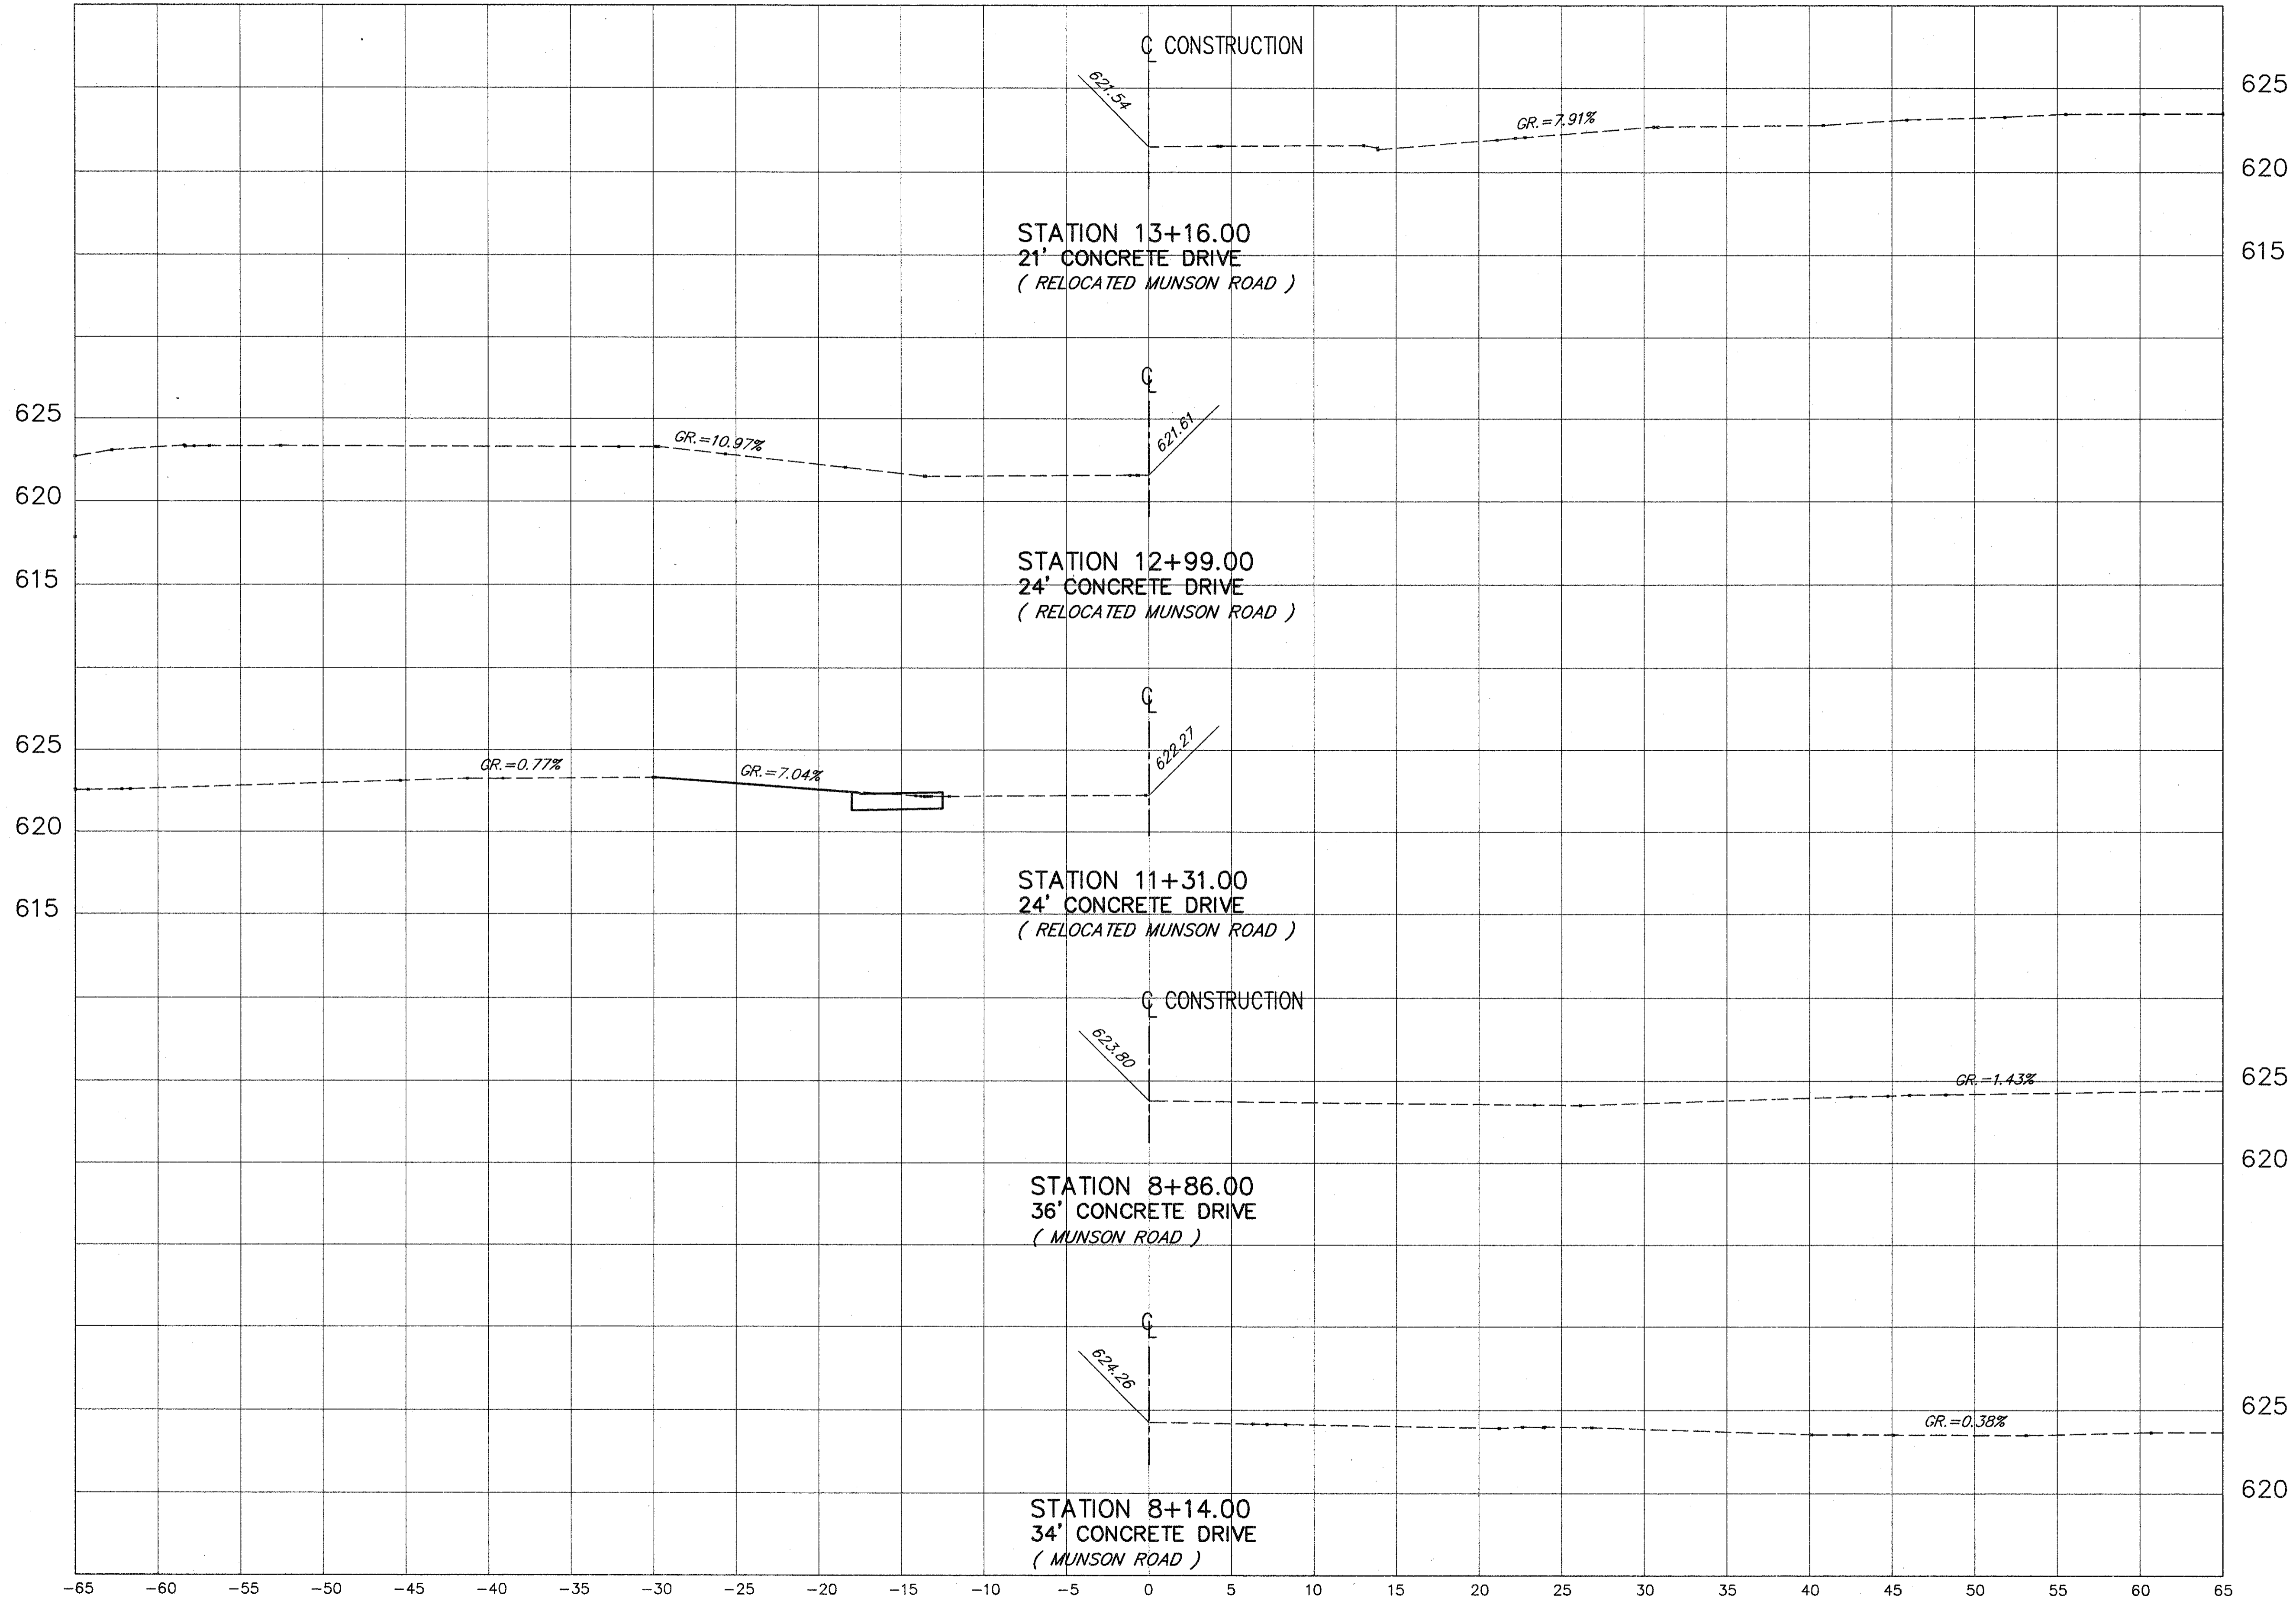 ℄ CONSTRUCTION
621.54
625
GR.=7.91%
620
STATION 13+16.00
21' CONCRETE DRIVE
( RELOCATED MUNSON ROAD )
615
℄
625
GR.=10.97%
621.61
620
STATION 12+99.00
24' CONCRETE DRIVE
( RELOCATED MUNSON ROAD )
615
℄
625
GR.=0.77%
GR.=7.04%
622.27
620
STATION 11+31.00
24' CONCRETE DRIVE
( RELOCATED MUNSON ROAD )
615
℄ CONSTRUCTION
623.80
GR.=1.43%
625
620
STATION 8+86.00
36' CONCRETE DRIVE
( MUNSON ROAD )
℄
624.26
625
GR.=0.38%
620
STATION 8+14.00
34' CONCRETE DRIVE
( MUNSON ROAD )
-65 -60 -55 -50 -45 -40 -35 -30 -25 -20 -15 -10 -5 0 5 10 15 20 25 30 35 40 45 50 55 60 65